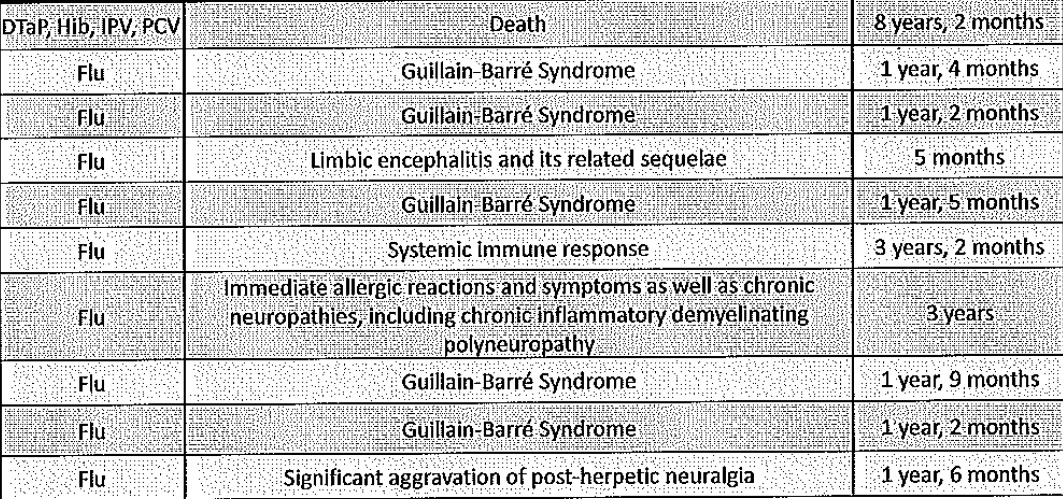 DTaP, Hib, IPV, PCV Death 8 years, 2 months
Flu Guillain-Barré Syndrome 1 year, 4 months
Flu Guillain-Barré Syndrome 1 year, 2 months
Flu Limbic encephalitis and its related sequelae 5 months
Flu Guillain-Barré Syndrome 1 year, 5 months
Flu Systemic immune response 3 years, 2 months
Immediate allergic reactions and symptoms as well as chronic
Flu neuropathies, including chronic inflammatory demyelinating 3 years
polyneuropathy
Flu Guillain-Barré Syndrome 1 year, 9 months
Flu Guillain-Barré Syndrome 1 year, 2 months
Flu Significant aggravation of post-herpetic neuralgia 1 year, 6 months